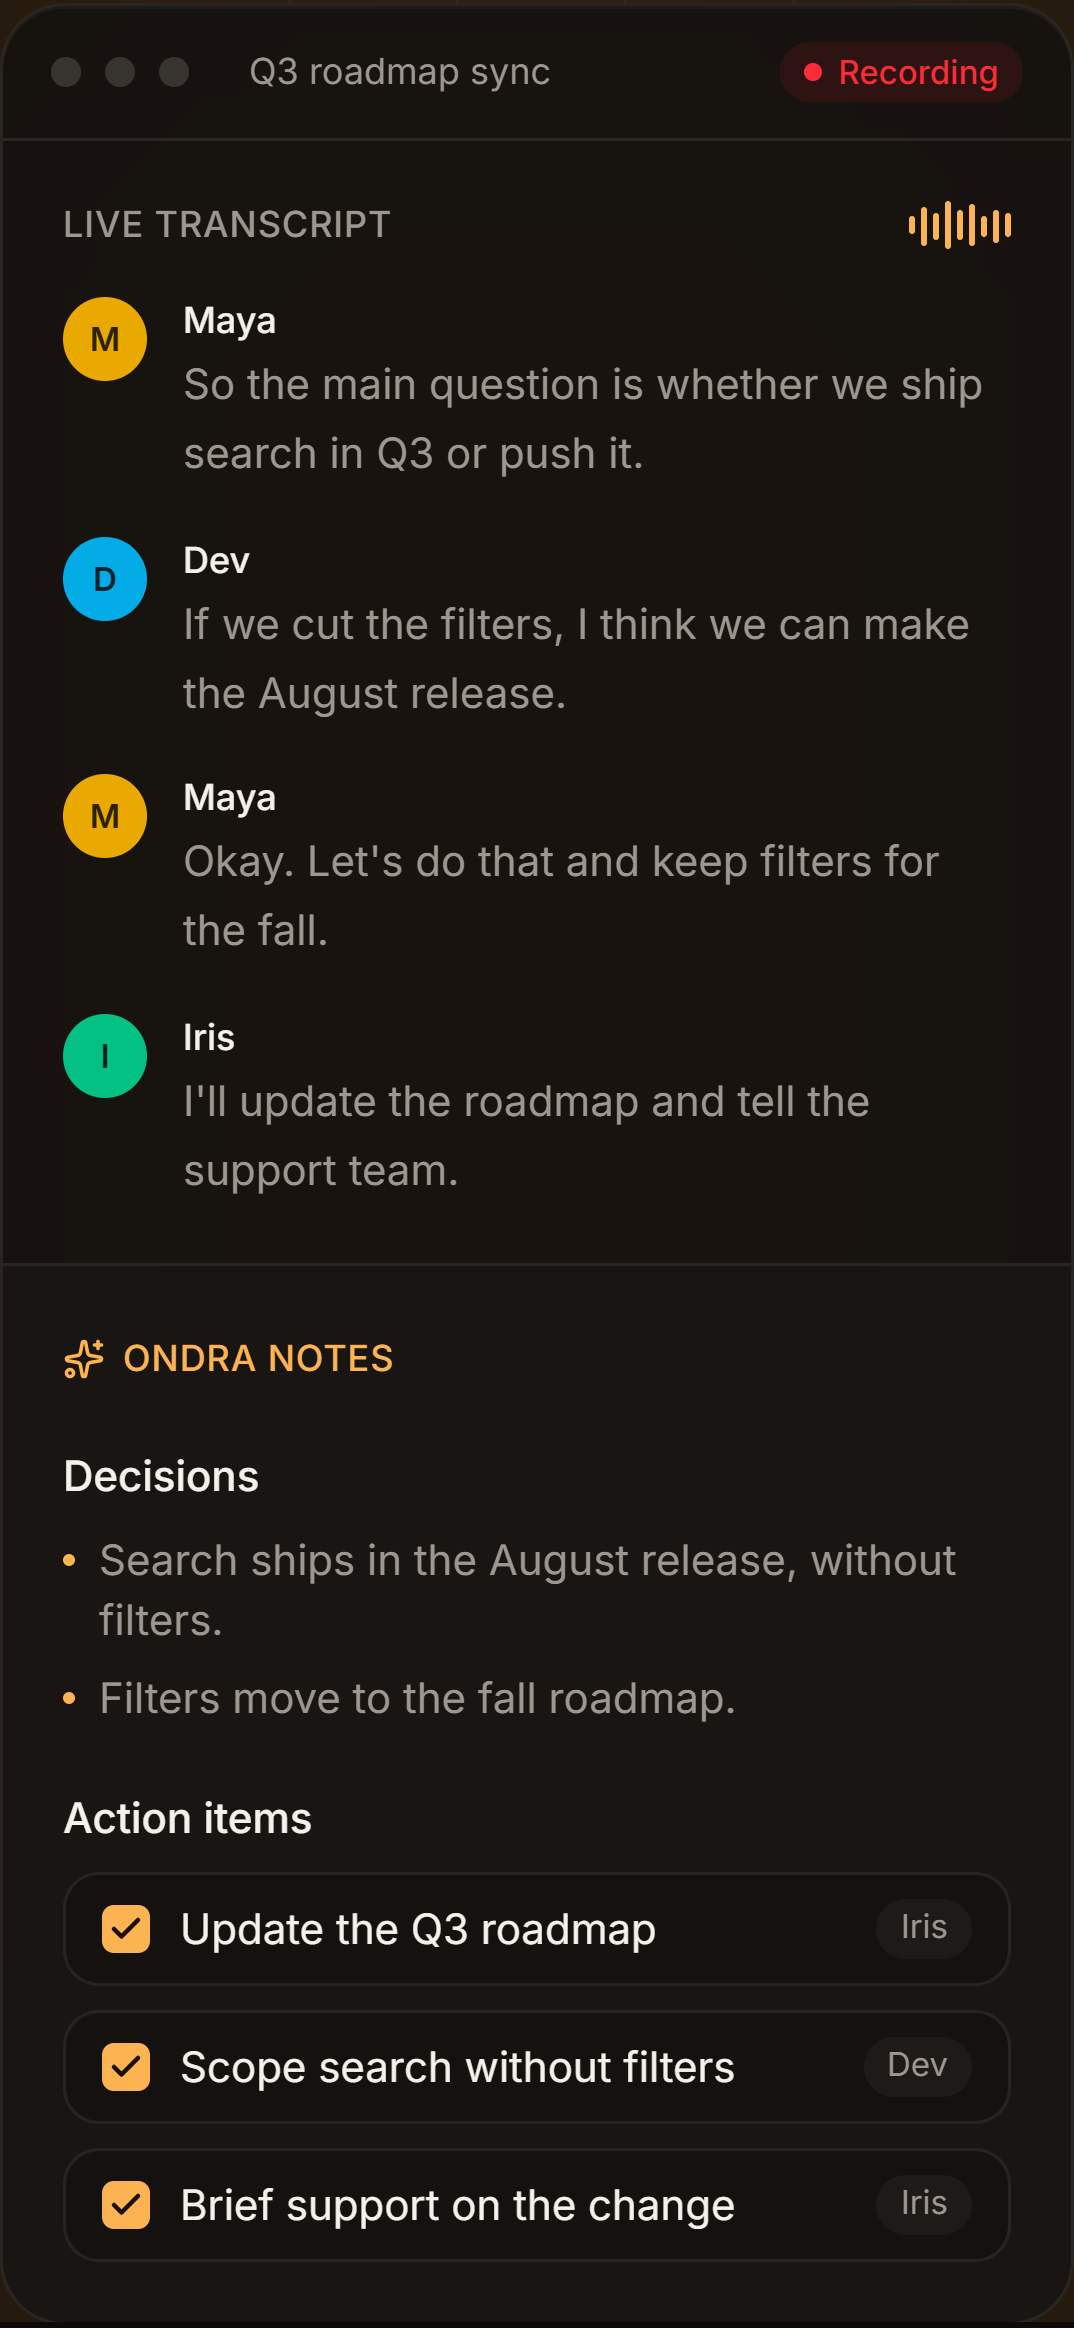 Q3 roadmap sync
Recording
LIVE TRANSCRIPT
M
Maya
So the main question is whether we ship
search in Q3 or push it.
D
Dev
If we cut the filters, I think we can make
the August release.
M
Maya
Okay. Let's do that and keep filters for
the fall.
I
Iris
I'll update the roadmap and tell the
support team.
ONDRA NOTES
Decisions
Search ships in the August release, without
filters.
Filters move to the fall roadmap.
Action items
Update the Q3 roadmap
Iris
Scope search without filters
Dev
Brief support on the change
Iris